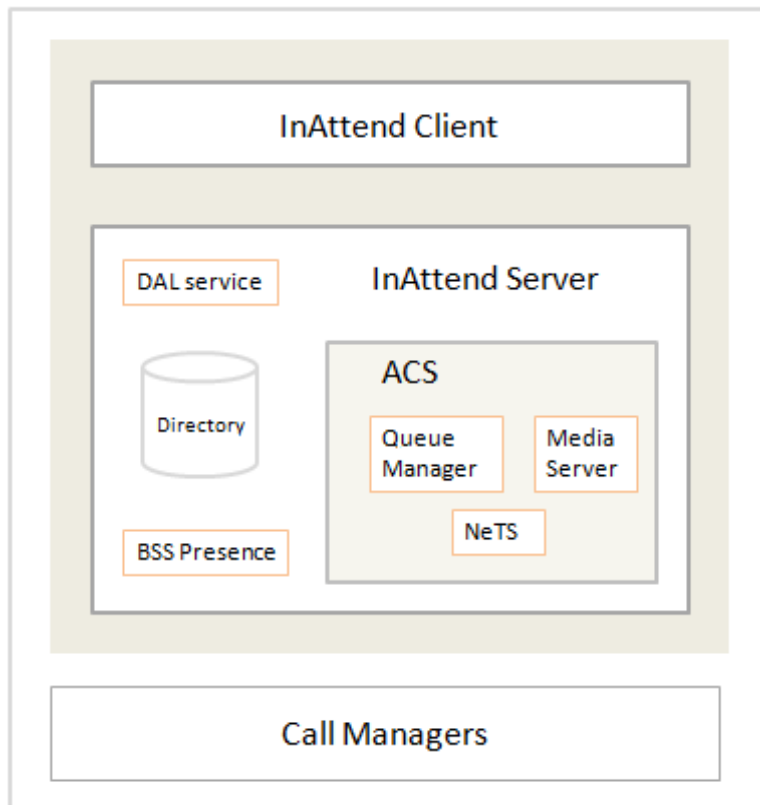 InAttend Client
DAL service
InAttend Server
Directory
ACS
Queue
Manager
Media
Server
NeTS
BSS Presence
Call Managers